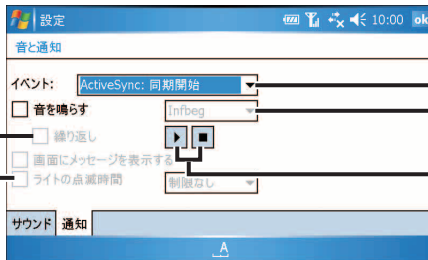 設定 10:00 ok
音と通知
イベント: ActiveSync: 同期開始
音を鳴らす Infbeg
繰り返し
画面にメッセージを表示する
ライトの点滅時間 制限なし
サウンド 通知
A